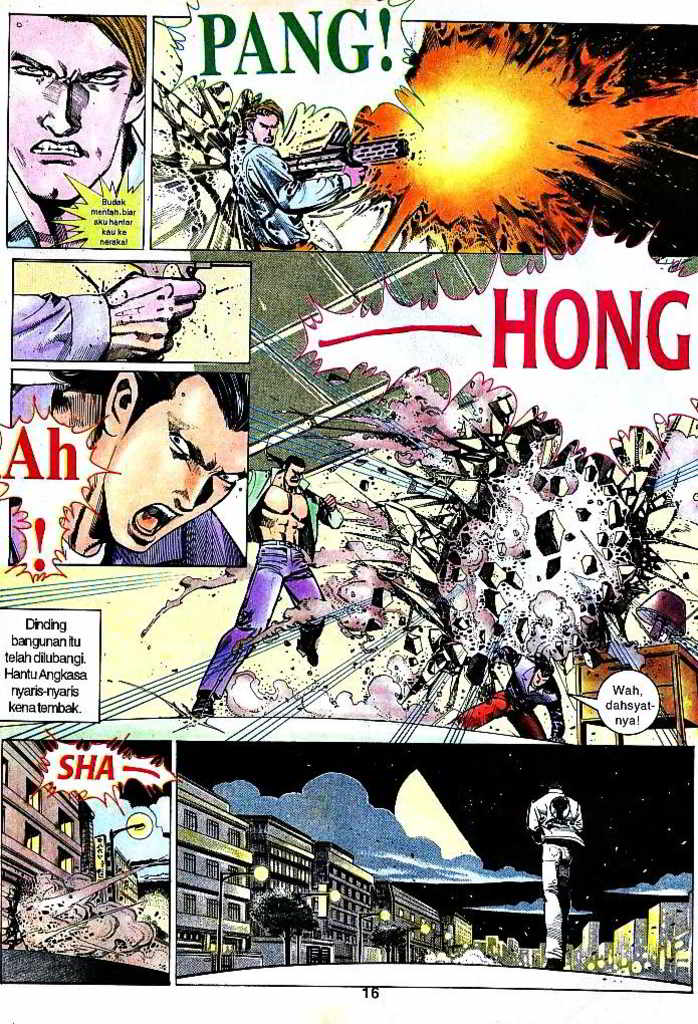 PANG!
Budak
mentah.biar
aku hantar
kau ke
neraka!
HONG
Ah
!
Dinding
bangunan itu
telah dilubangi.
Hantu Angkasa
nyaris-nyaris
kena tembak.
Wah,
dahsyat-
nya!
SHA
16